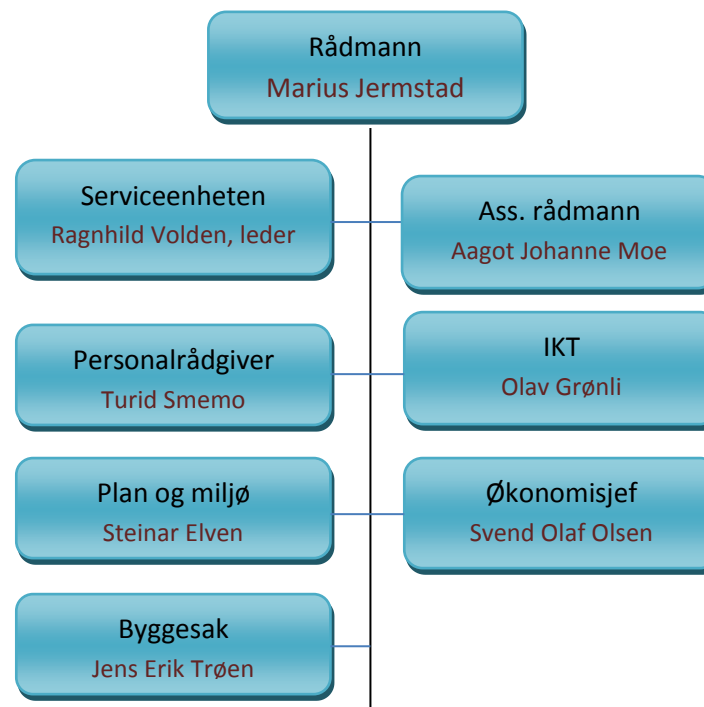 Rådmann
Marius Jermstad
Serviceenheten
Ragnhild Volden, leder
Ass. rådmann
Aagot Johanne Moe
Personalrådgiver
Turid Smemo
IKT
Olav Grønli
Plan og miljø
Steinar Elven
Økonomisjef
Svend Olaf Olsen
Byggesak
Jens Erik Trøen